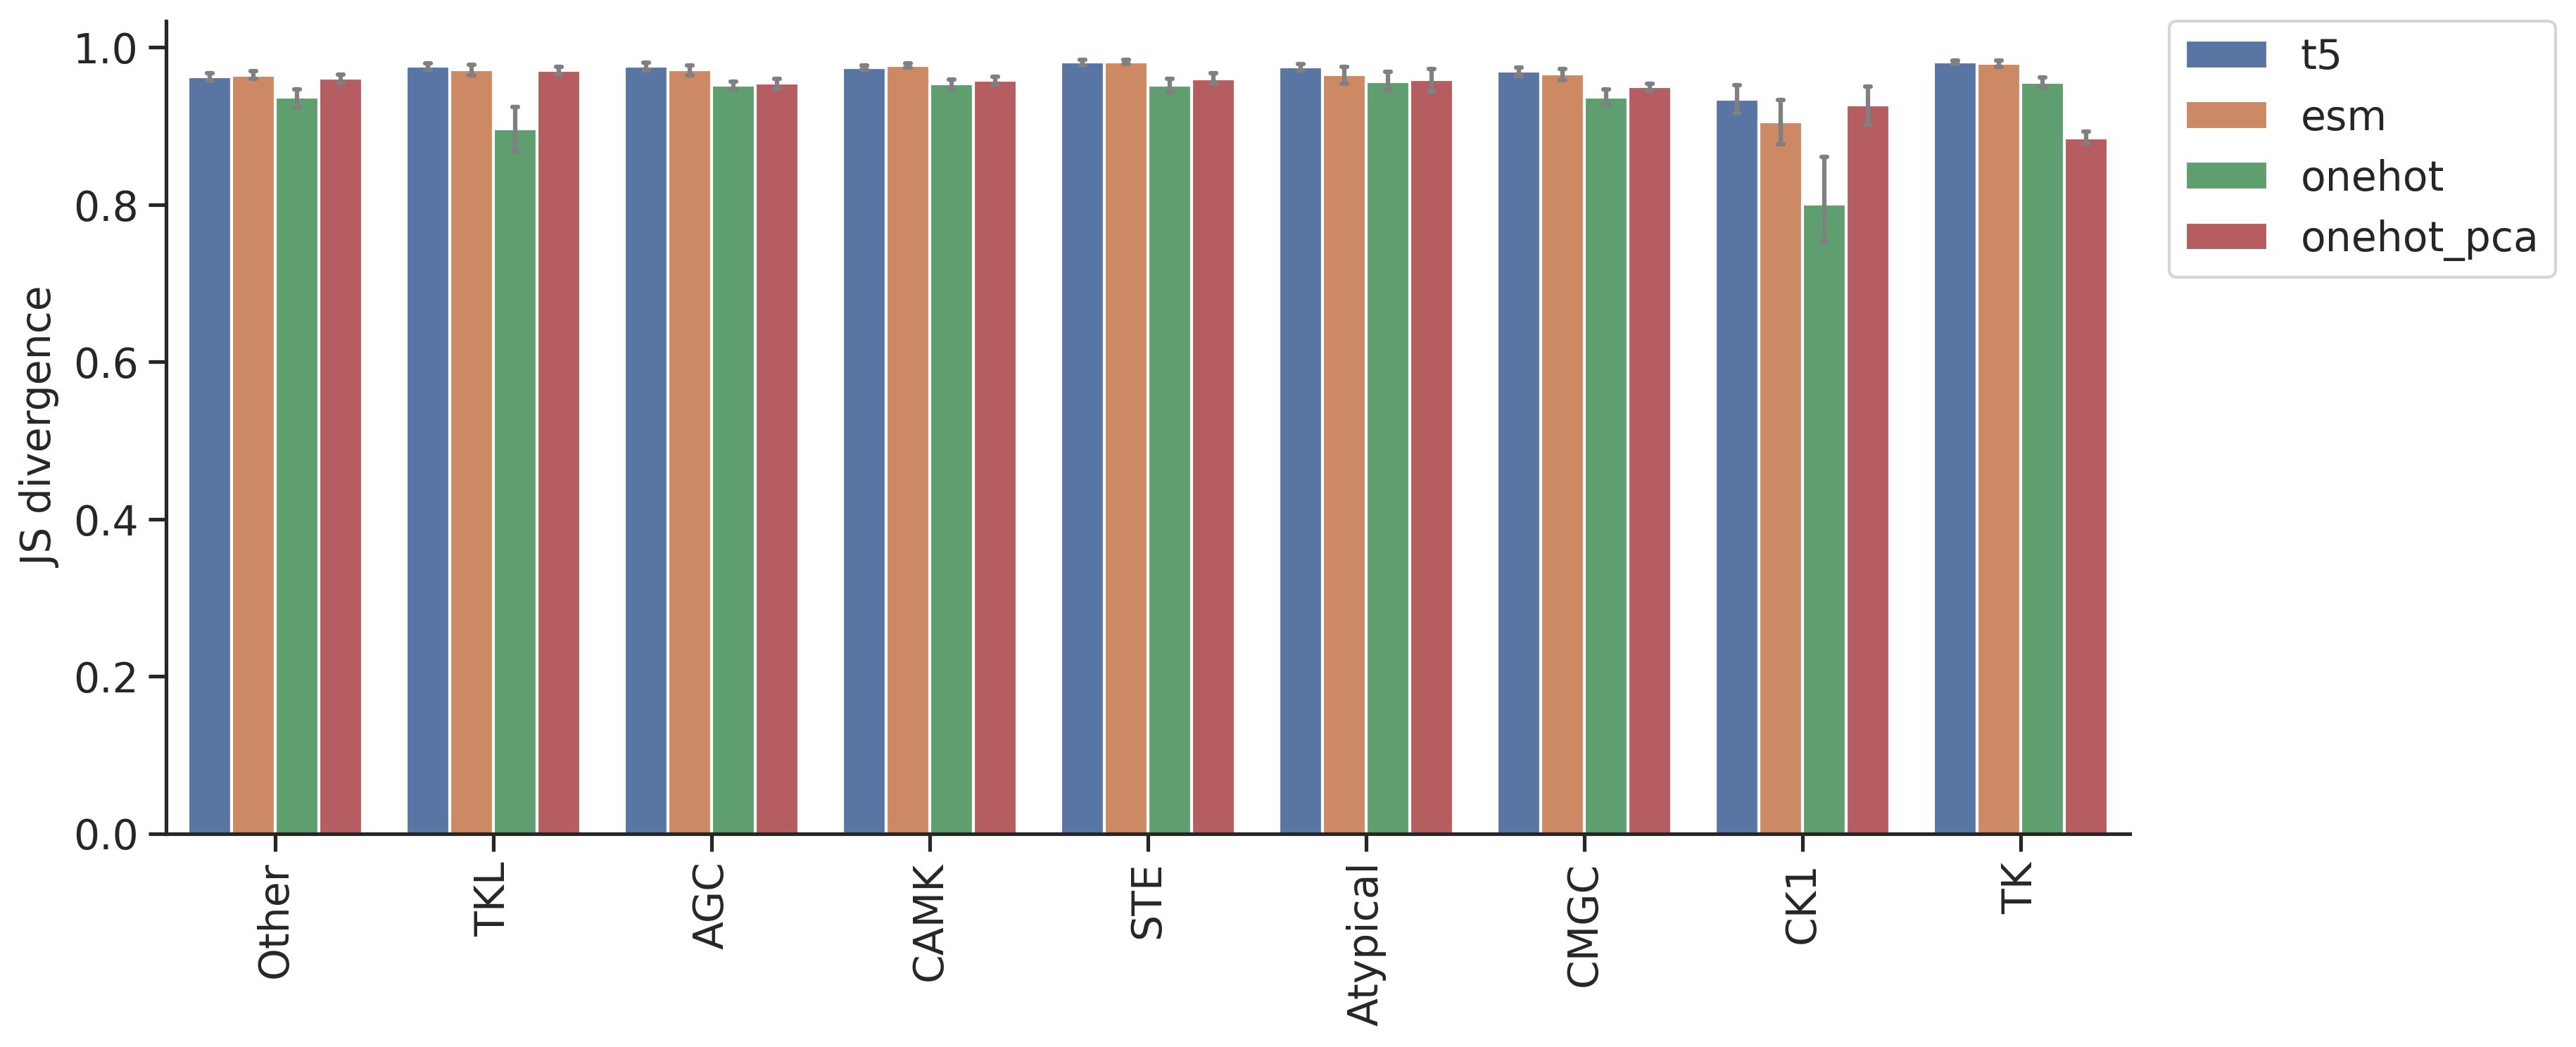 JS divergence
1.0
0.8
0.6
0.4
0.2
0.0
Other
TKL
AGC
CAMK
STE
Atypical
CMGC
CK1
TK
t5
esm
onehot
onehot_pca